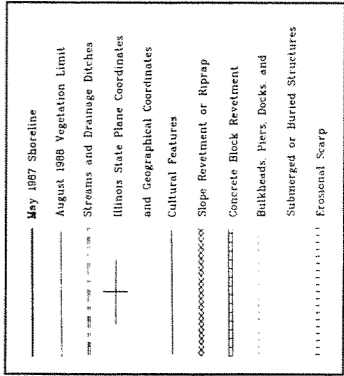 May 1987 Shoreline
August 1988 Vegetation Limit
Streams and Drainage Ditches
Illinois State Plane Coordinates
and Geographical Coordinates
Cultural Features
Slope Revetment or Riprap
Concrete Block Revetment
Bulkheads, Piers, Docks, and
Submerged or Buried Structures
Erosional Scarp